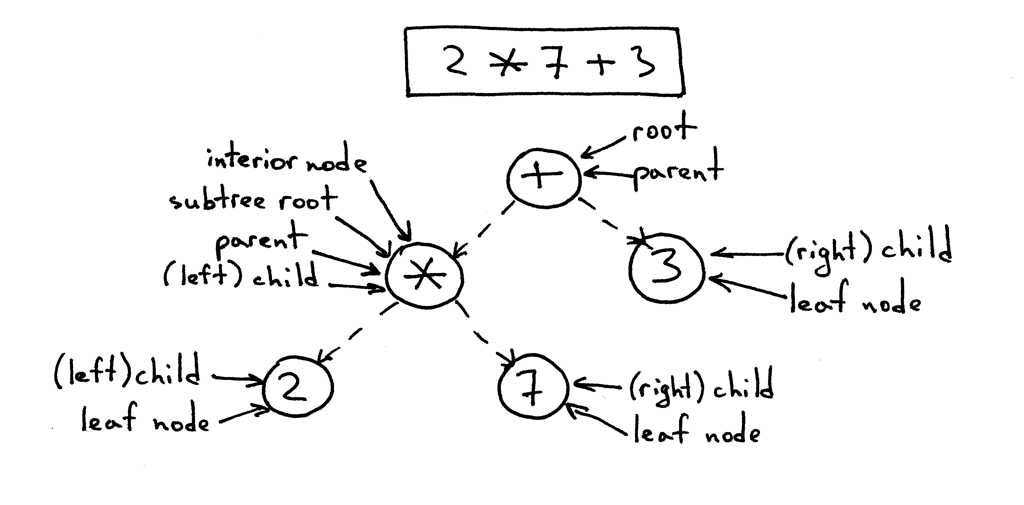 2 * 7 + 3
root
+
parent
interior node
subtree root
parent
(left) child
*
3
(right) child
leaf node
(left) child
leaf node
2
7
(right) child
leaf node